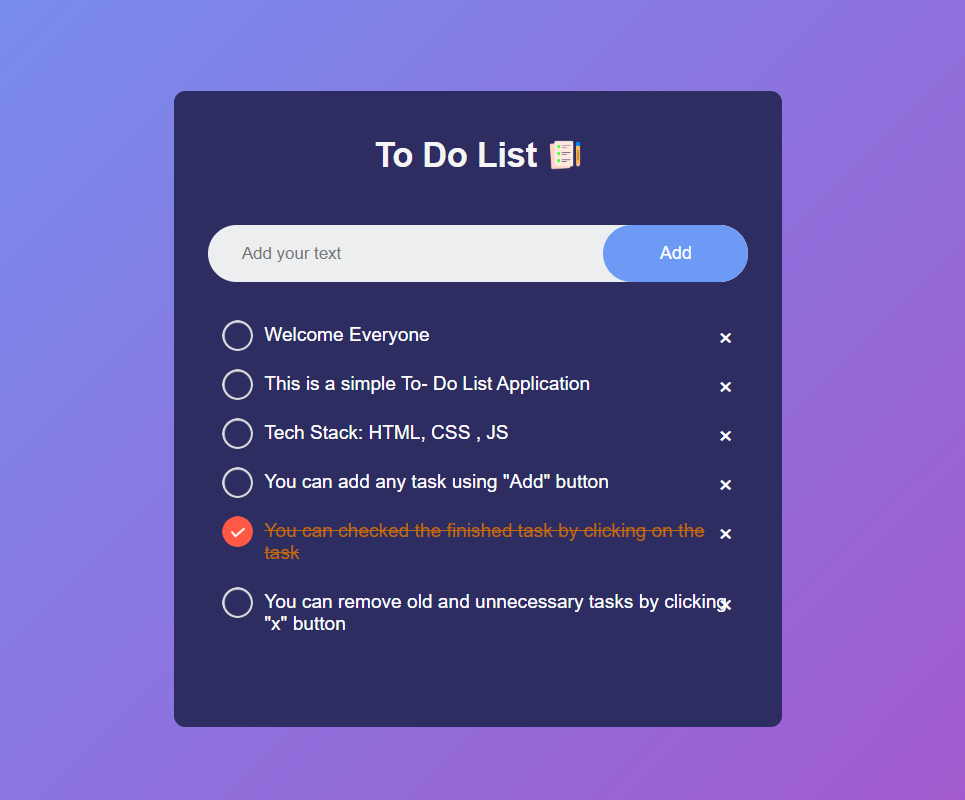 To Do List
Add your text
Add
Welcome Everyone
×
This is a simple To- Do List Application
×
Tech Stack: HTML, CSS , JS
×
You can add any task using "Add" button
×
You can checked the finished task by clicking on the
task
×
You can remove old and unnecessary tasks by clicking
"x" button
×